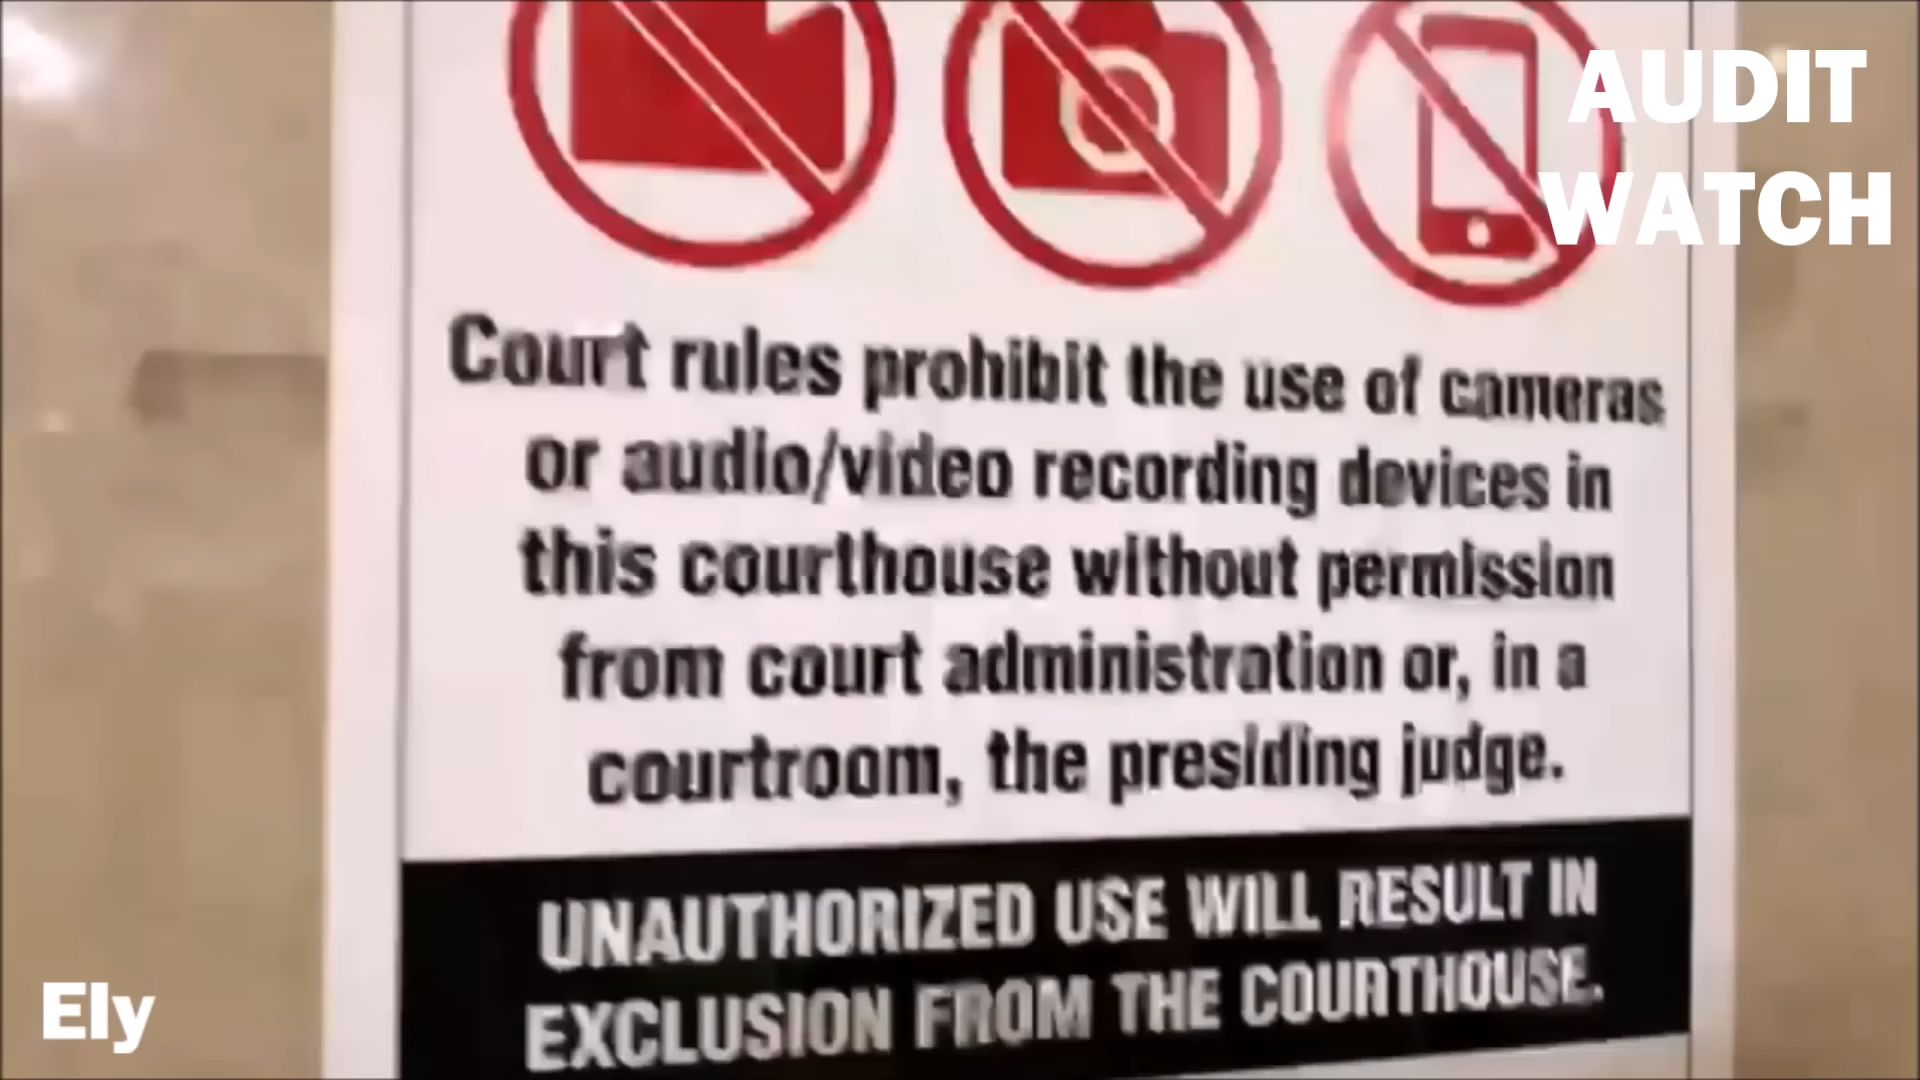 AUDIT
WATCH
Court rules prohibit the use of cameras
or audio/video recording devices in
this courthouse without permission
from court administration or, in a
courtroom, the presiding judge.
UNAUTHORIZED USE WILL RESULT IN
EXCLUSION FROM THE COURTHOUSE.
Ely